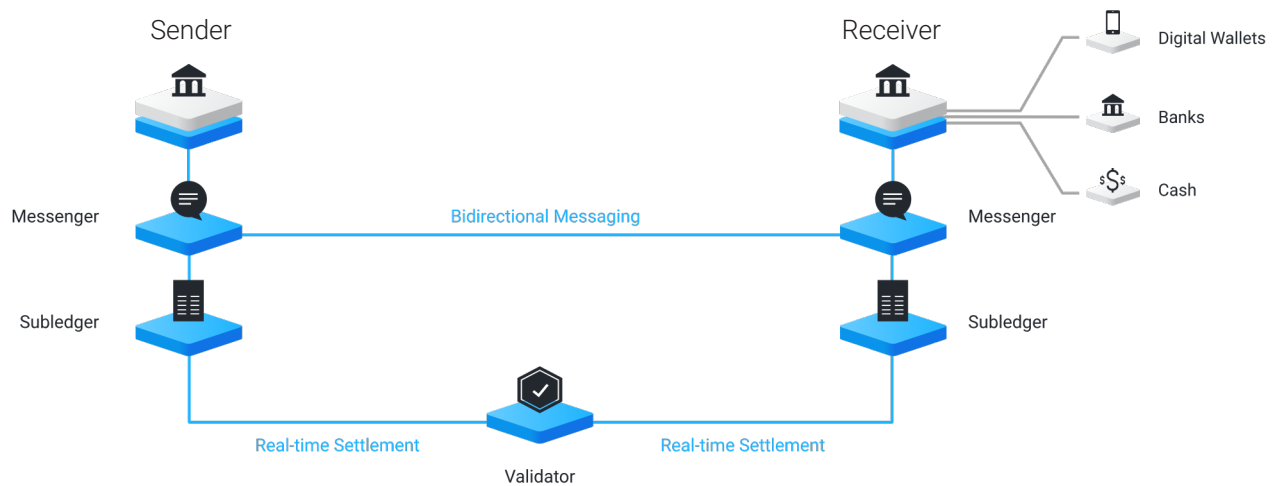 Sender
Receiver
Digital Wallets
Banks
$$$
Cash
Messenger
Bidirectional Messaging
Messenger
Subledger
Subledger
Real-time Settlement
Real-time Settlement
Validator